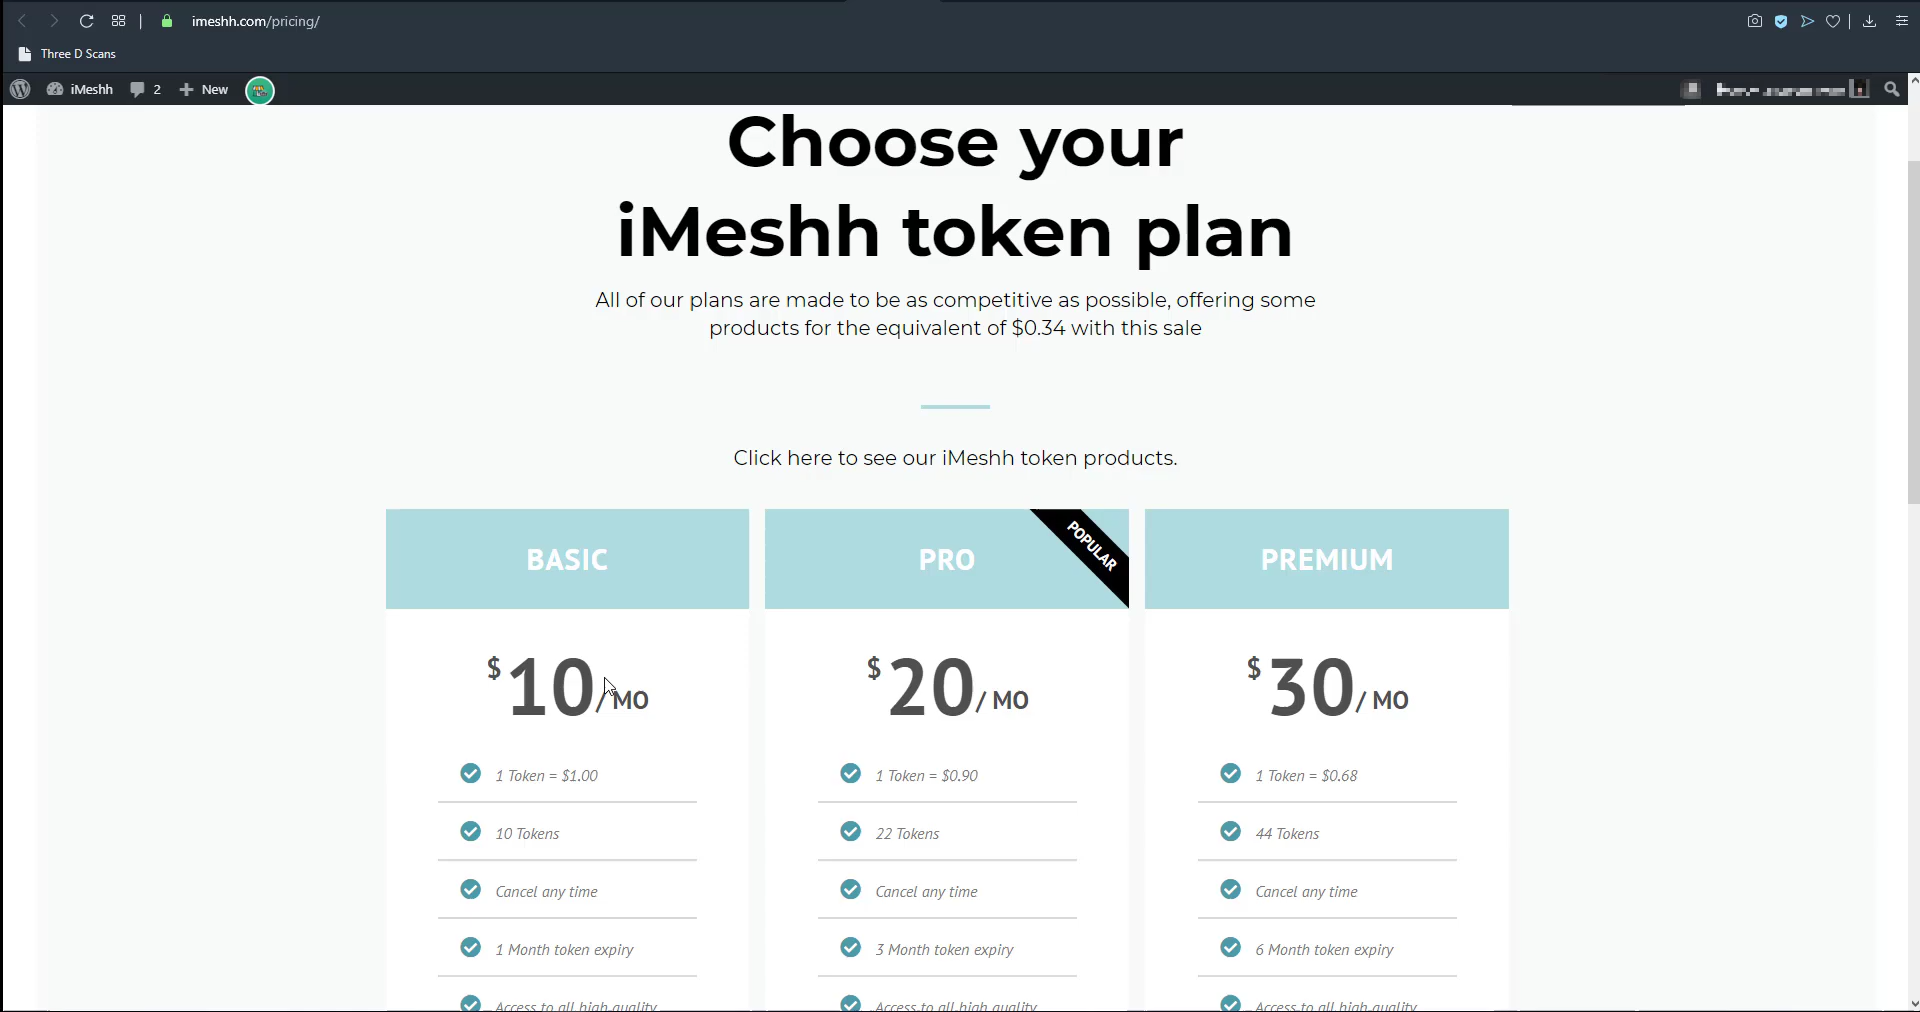 imeshh.com/pricing/
Three D Scans
iMeshh 2 New
Choose your
iMeshh token plan
All of our plans are made to be as competitive as possible, offering some
products for the equivalent of $0.34 with this sale
Click here to see our iMeshh token products.
BASIC
$10/ MO
1 Token = $1.00
10 Tokens
Cancel any time
1 Month token expiry
Access to all high quality
PRO
POPULAR
$20/ MO
1 Token = $0.90
22 Tokens
Cancel any time
3 Month token expiry
Access to all high quality
PREMIUM
$30/ MO
1 Token = $0.68
44 Tokens
Cancel any time
6 Month token expiry
Access to all high quality